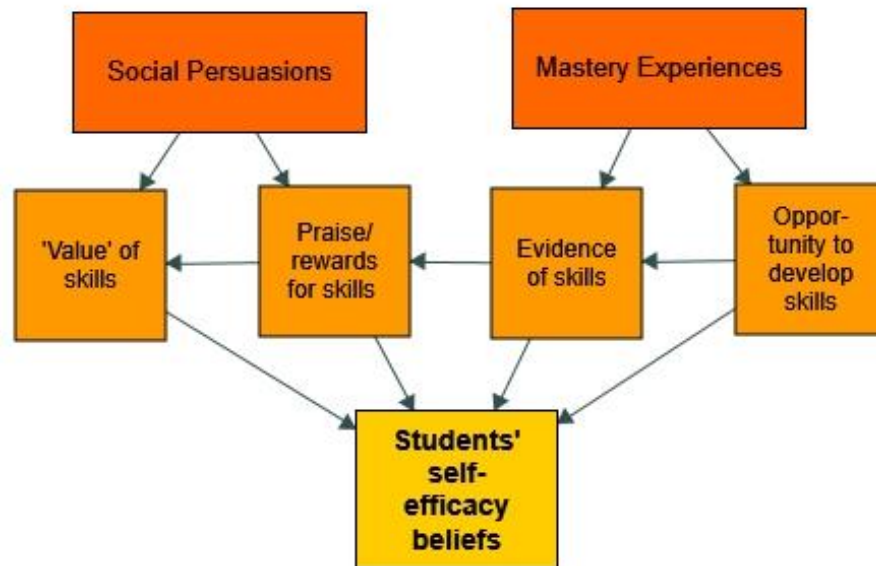 Social Persuasions
Mastery Experiences
'Value' of
skills
Praise/
rewards
for skills
Evidence
of skills
Oppor-
tunity to
develop
skills
Students'
self-
efficacy
beliefs